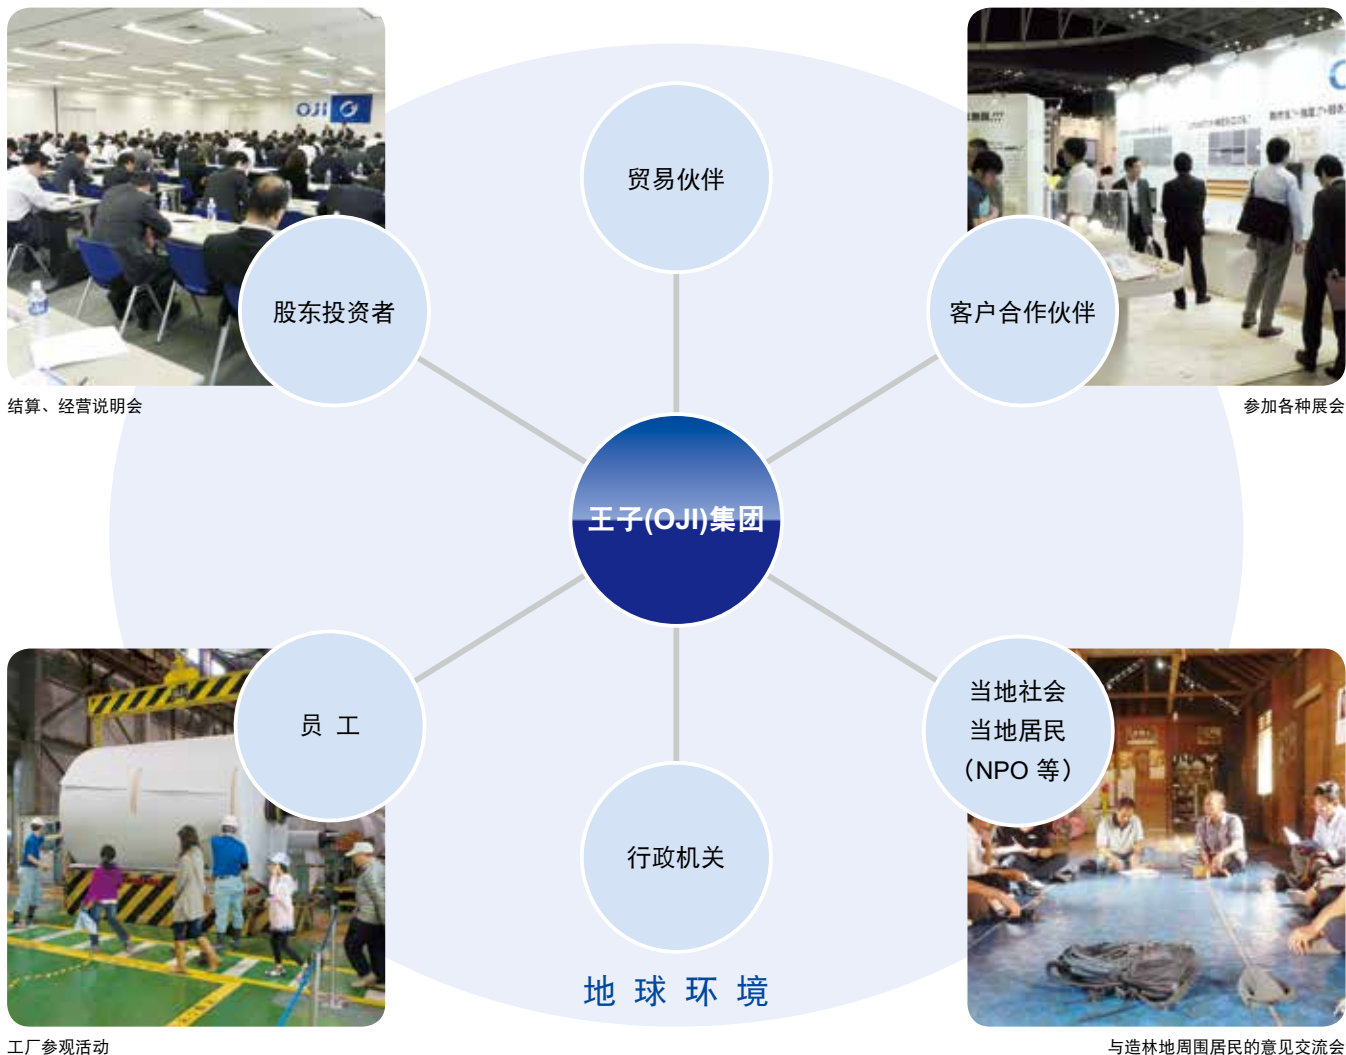 OJI
贸易伙伴
股东投资者
客户合作伙伴
结算、经营说明会
参加各种展会
王子(OJI)集团
员 工
当地社会
当地居民
（NPO 等）
行政机关
地 球 环 境
工厂参观活动
与造林地周围居民的意见交流会